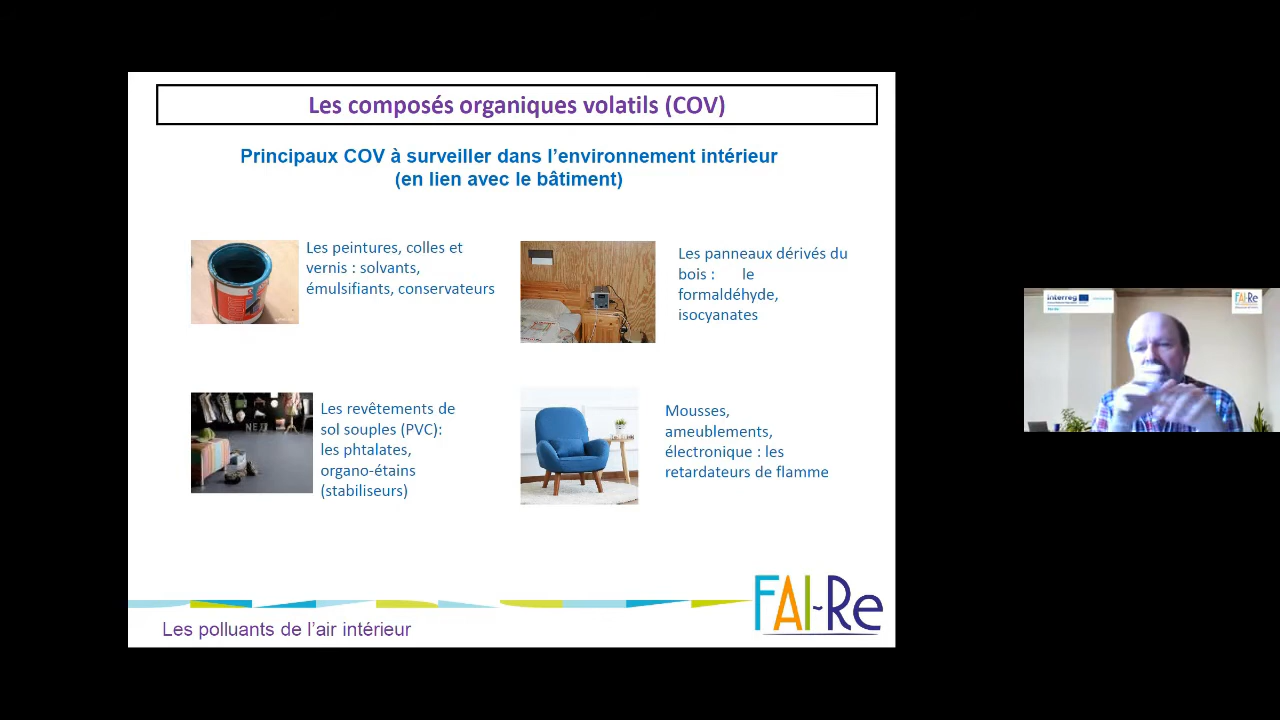 Les composés organiques volatils (COV)
Principaux COV à surveiller dans l'environnement intérieur
(en lien avec le bâtiment)
Les peintures, colles et
vernis : solvants,
émulsifiants, conservateurs
Les panneaux dérivés du
bois : le
formaldéhyde,
isocyanates
Les revêtements de
sol souples (PVC):
les phtalates,
organo-étains
(stabiliseurs)
Mousses,
ameublements,
électronique : les
retardateurs de flamme
Les polluants de l'air intérieur
FAI~Re
Interreg
FAI-Re